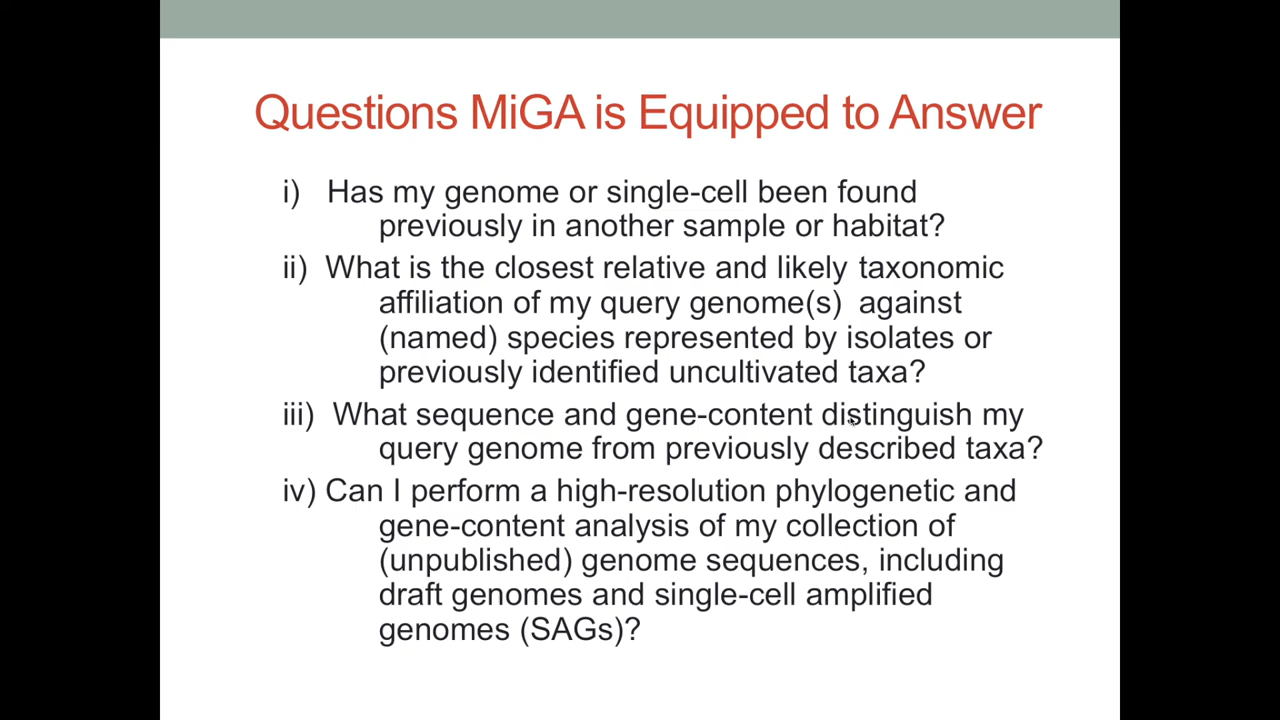 Questions MiGA is Equipped to Answer
i) Has my genome or single-cell been found
previously in another sample or habitat?
ii) What is the closest relative and likely taxonomic
affiliation of my query genome(s) against
(named) species represented by isolates or
previously identified uncultivated taxa?
iii) What sequence and gene-content distinguish my
query genome from previously described taxa?
iv) Can I perform a high-resolution phylogenetic and
gene-content analysis of my collection of
(unpublished) genome sequences, including
draft genomes and single-cell amplified
genomes (SAGs)?